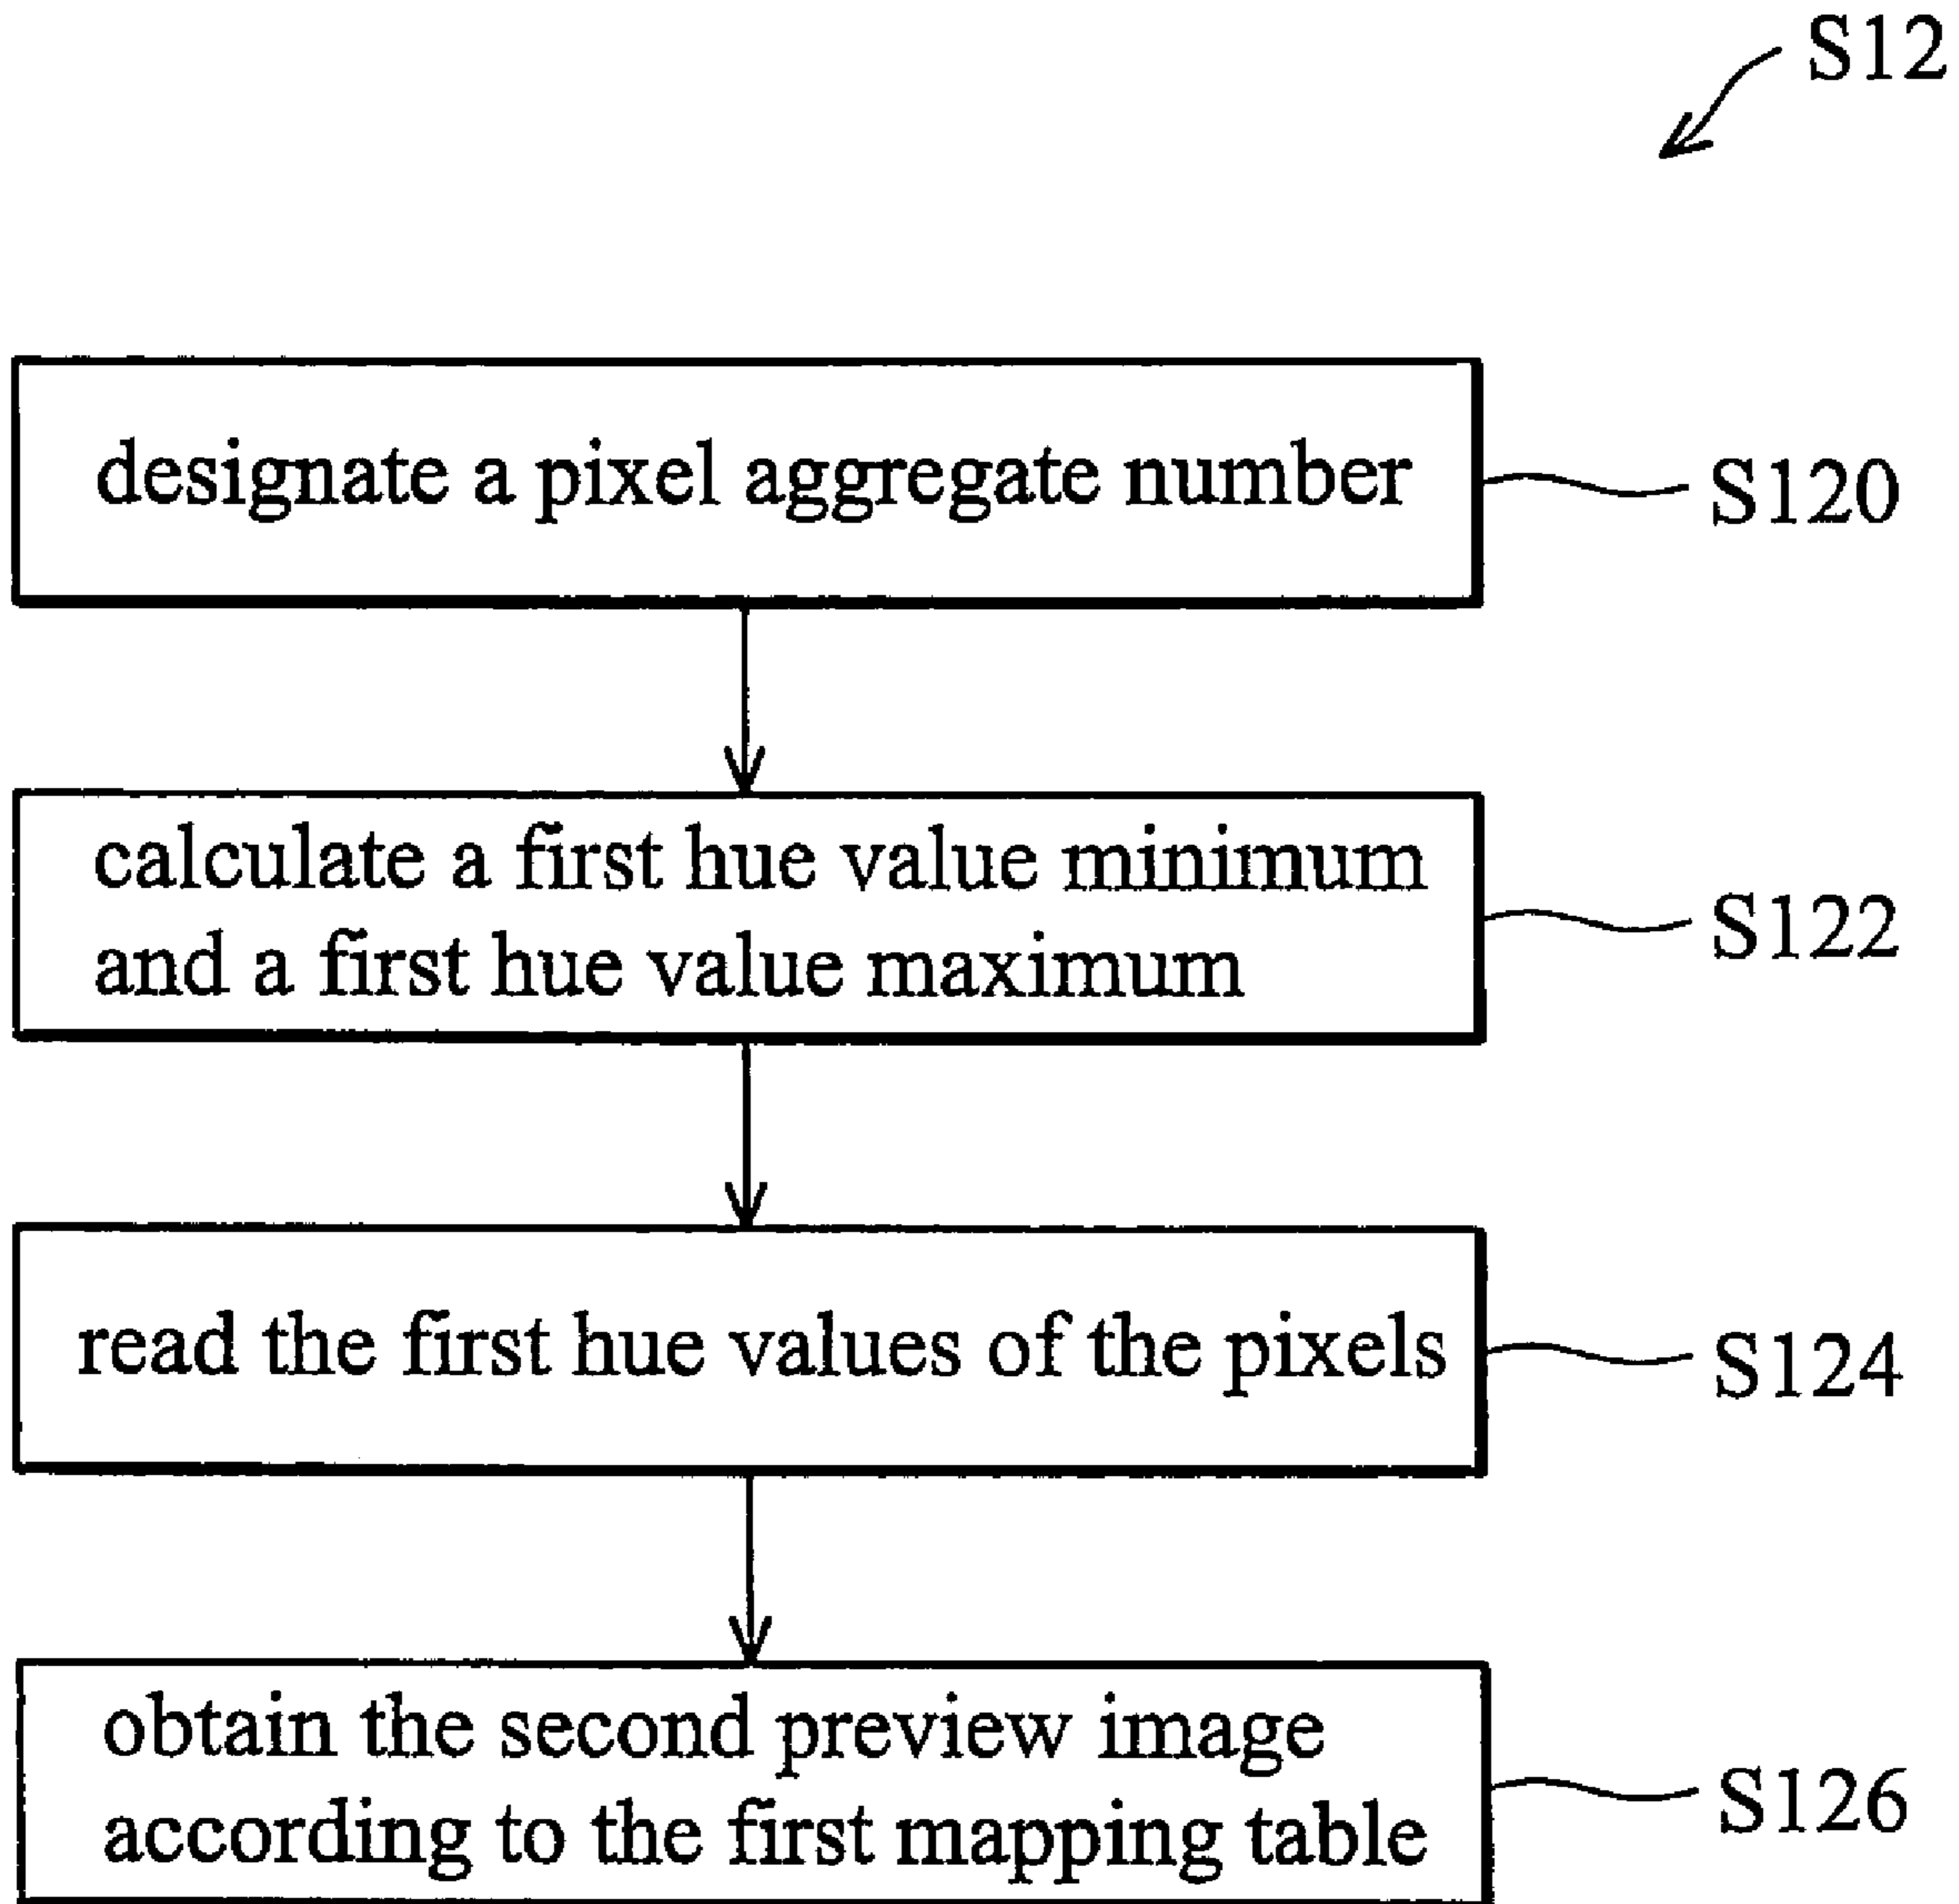 S12
designate a pixel aggregate number
S120
calculate a first hue value minimum
and a first hue value maximum
S122
read the first hue values of the pixels
S124
obtain the second preview image
according to the first mapping table
S126